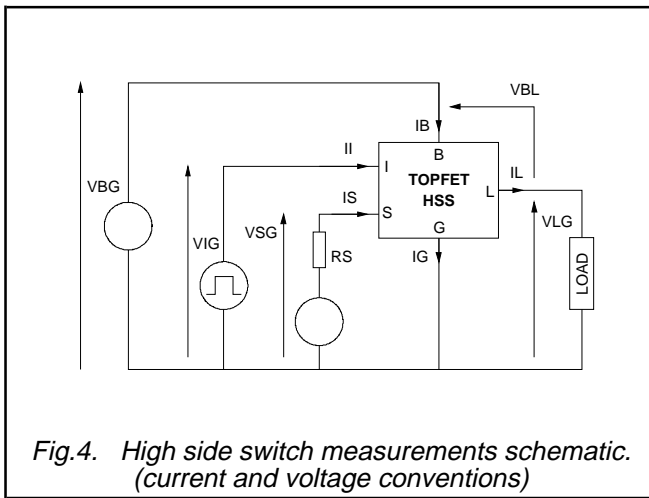 VBL
IB
B
II
I
TOPFET
HSS
IL
L
VBG
IS
S
VSG
VLG
VIG
RS
G
IG
LOAD
Fig.4. High side switch measurements schematic.
(current and voltage conventions)